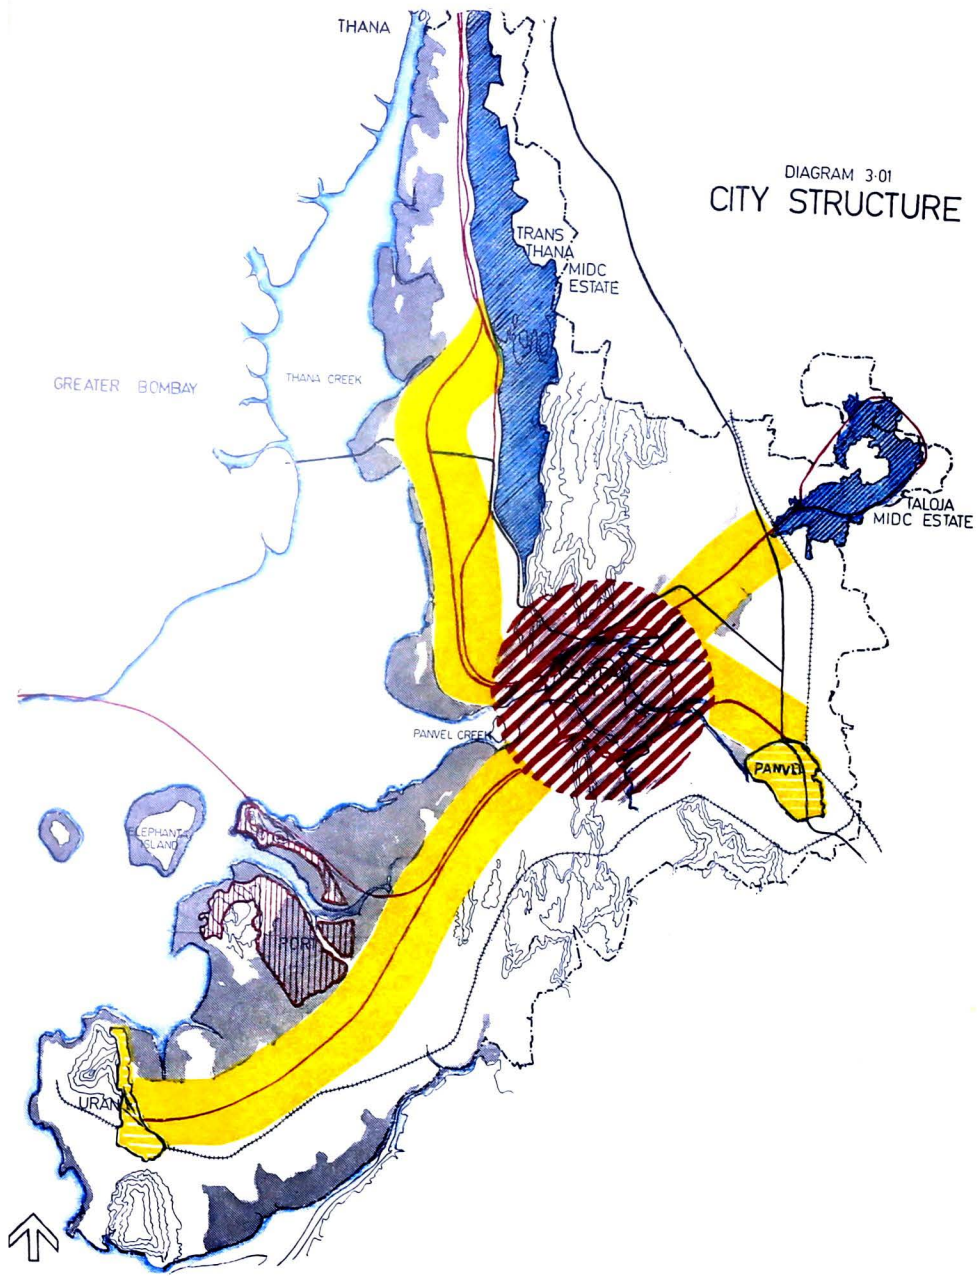 THANA
DIAGRAM 3·01
CITY STRUCTURE
TRANS
THANA
MIDC
ESTATE
GREATER BOMBAY
THANA CREEK
TALOJA
MIDC ESTATE
PANVEL CREEK
PANVEL
ELEPHANTA
ISLAND
PORT
URAN